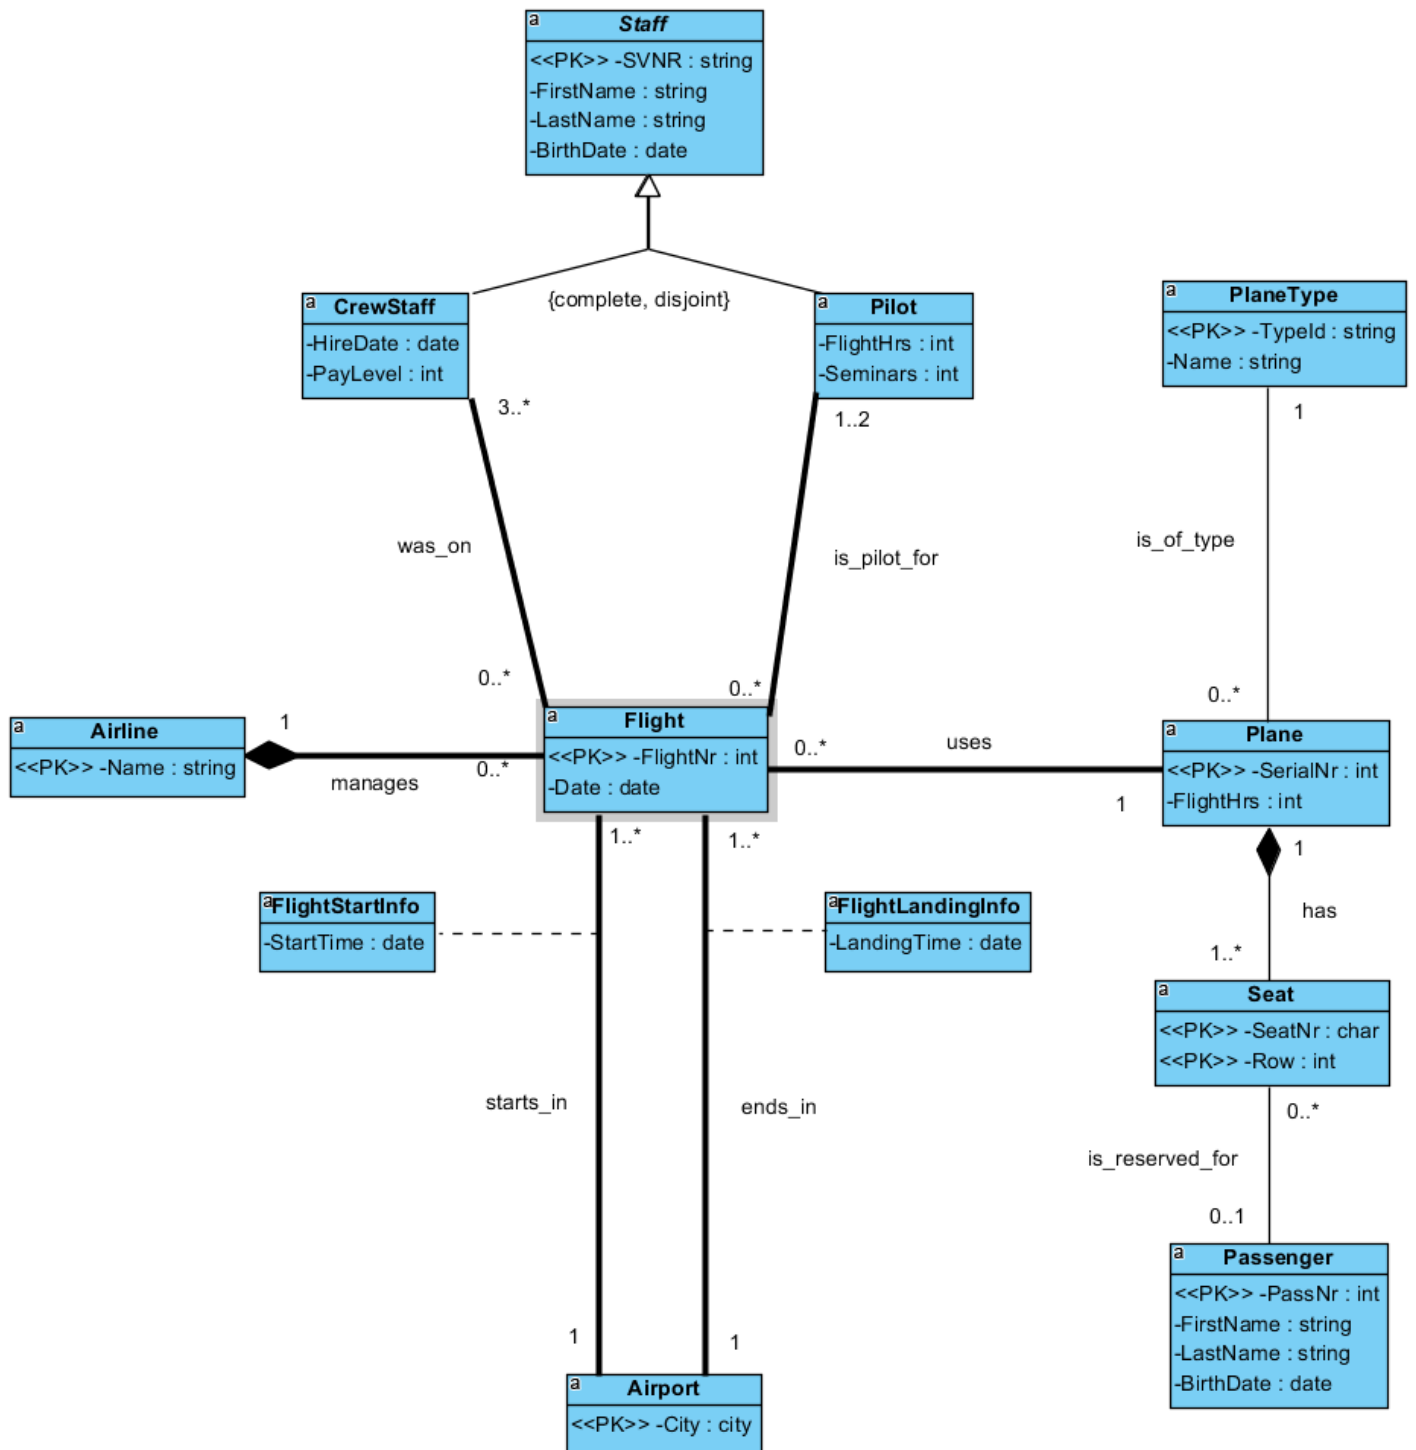 a
Staff
<<PK>> -SVNR : string
-FirstName : string
-LastName : string
-BirthDate : date
{complete, disjoint}
a
CrewStaff
-HireDate : date
-PayLevel : int
a
Pilot
-FlightHrs : int
-Seminars : int
a
PlaneType
<<PK>> -TypeId : string
-Name : string
3..*
1..2
1
was_on
is_pilot_for
is_of_type
0..*
0..*
0..*
a
Airline
<<PK>> -Name : string
1
manages
0..*
a
Flight
<<PK>> -FlightNr : int
-Date : date
0..*
uses
1
a
Plane
<<PK>> -SerialNr : int
-FlightHrs : int
1..*
1..*
1
has
1..*
a
FlightStartInfo
-StartTime : date
a
FlightLandingInfo
-LandingTime : date
a
Seat
<<PK>> -SeatNr : char
<<PK>> -Row : int
starts_in
ends_in
0..*
is_reserved_for
0..1
a
Passenger
<<PK>> -PassNr : int
-FirstName : string
-LastName : string
-BirthDate : date
1
1
a
Airport
<<PK>> -City : city